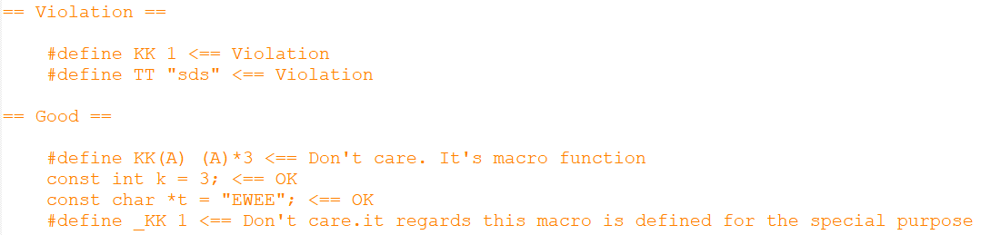 == Violation ==
#define KK 1 <== Violation
#define TT "sds" <== Violation
== Good ==
#define KK(A) (A)*3 <== Don't care. It's macro function
const int k = 3; <== OK
const char *t = "EWEE"; <== OK
#define _KK 1 <== Don't care.it regards this macro is defined for the special purpose